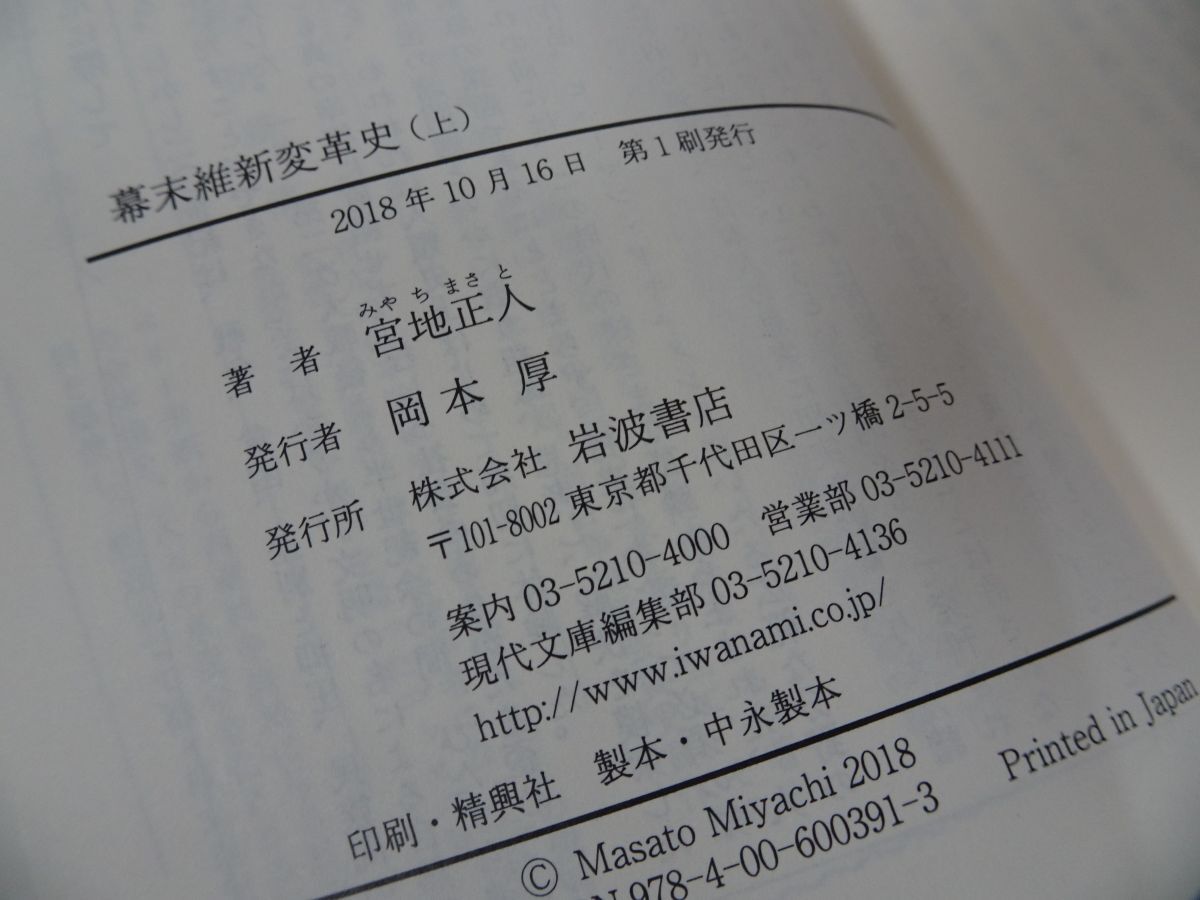 幕末維新変革史(上)
2018年10月16日 第1刷発行
みや ち まさ と
著 者 宮地正人
発行者 岡本 厚
発行所 株式会社 岩波書店
〒101-8002 東京都千代田区一ツ橋2-5-5
案内 03-5210-4000 営業部 03-5210-4111
現代文庫編集部 03-5210-4136
http://www.iwanami.co.jp/
印刷・精興社 製本・中永製本
© Masato Miyachi 2018
N 978-4-00-600391-3 Printed in Japan